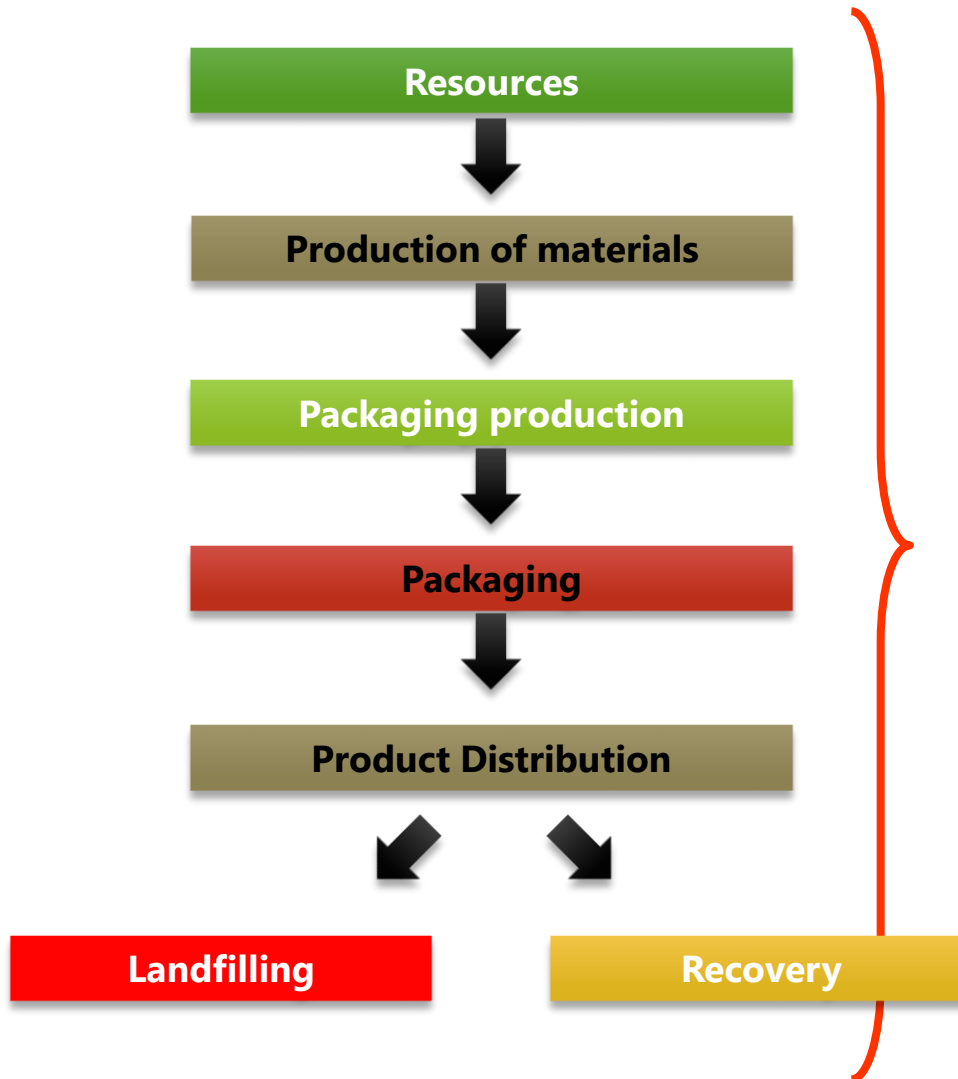 Resources
Production of materials
Packaging production
Packaging
Product Distribution
Landfilling
Recovery